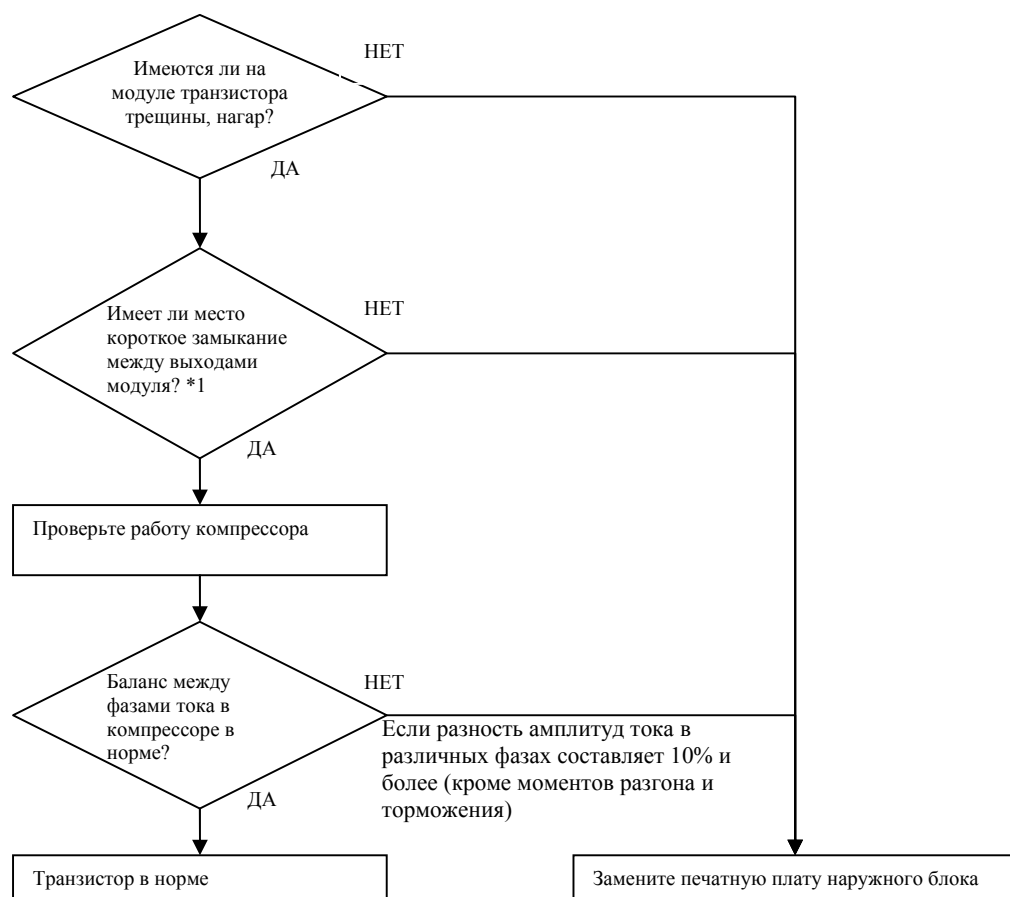 НЕТ
Имеются ли на
модуле транзистора
трещины, нагар?
ДА
НЕТ
Имеет ли место
короткое замыкание
между выходами
модуля? *1
ДА
Проверьте работу компрессора
НЕТ
Баланс между
фазами тока в
компрессоре в
норме?
Если разность амплитуд тока в
различных фазах составляет 10% и
более (кроме моментов разгона и
торможения)
ДА
Транзистор в норме
Замените печатную плату наружного блока